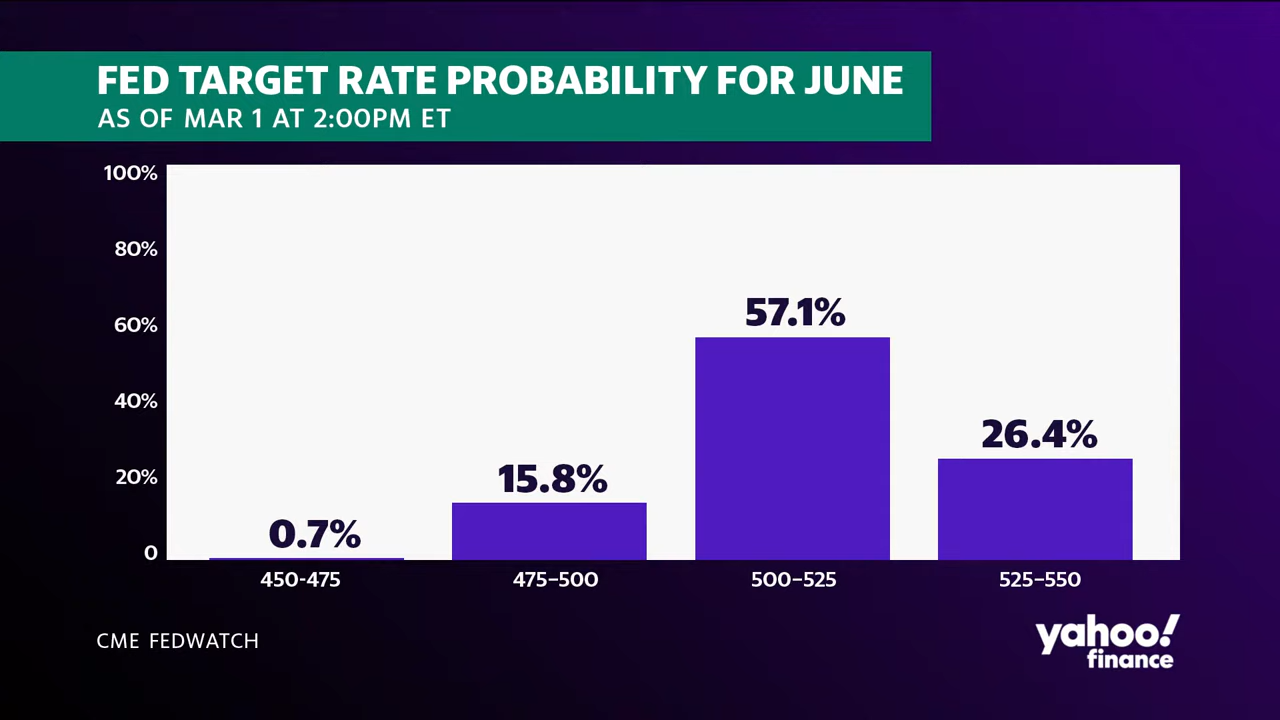 FED TARGET RATE PROBABILITY FOR JUNE
AS OF MAR 1 AT 2:00PM ET
100%
80%
60%
40%
20%
0
0.7%
15.8%
57.1%
26.4%
450-475
475–500
500–525
525–550
CME FEDWATCH
yahoo!
finance